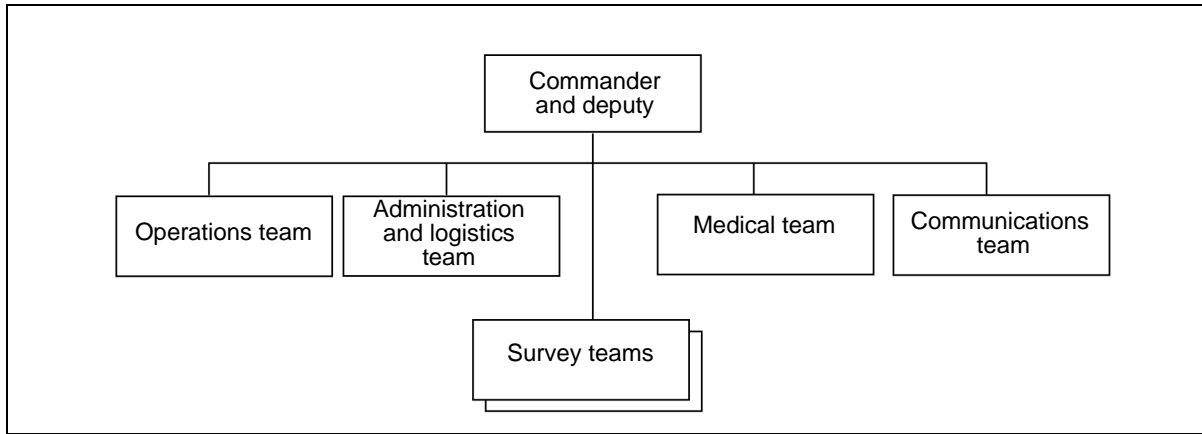 Commander
and deputy
Operations team
Administration
and logistics
team
Medical team
Communications
team
Survey teams